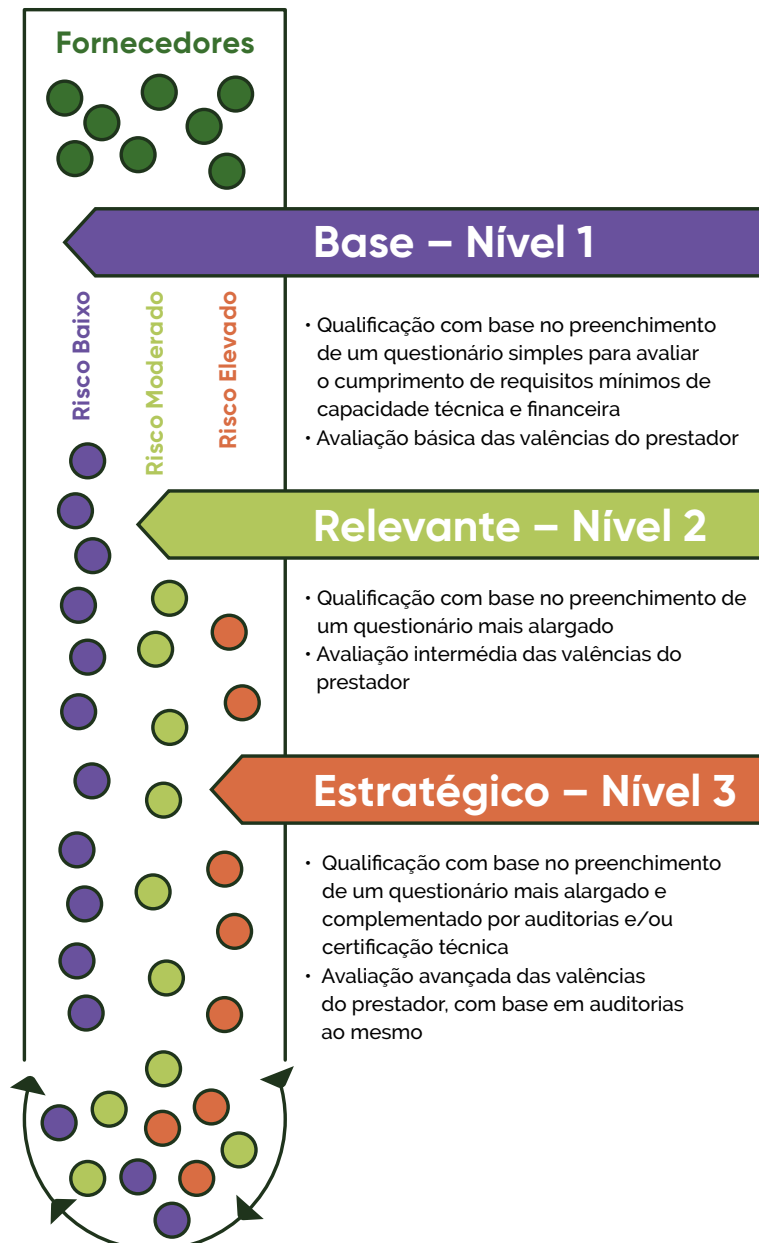 Fornecedores
Base – Nível 1
Risco Baixo
Risco Moderado
Risco Elevado
• Qualificação com base no preenchimento
de um questionário simples para avaliar
o cumprimento de requisitos mínimos de
capacidade técnica e financeira
• Avaliação básica das valências do prestador
Relevante – Nível 2
• Qualificação com base no preenchimento de
um questionário mais alargado
• Avaliação intermédia das valências do
prestador
Estratégico – Nível 3
• Qualificação com base no preenchimento
de um questionário mais alargado e
complementado por auditorias e/ou
certificação técnica
• Avaliação avançada das valências
do prestador, com base em auditorias
ao mesmo